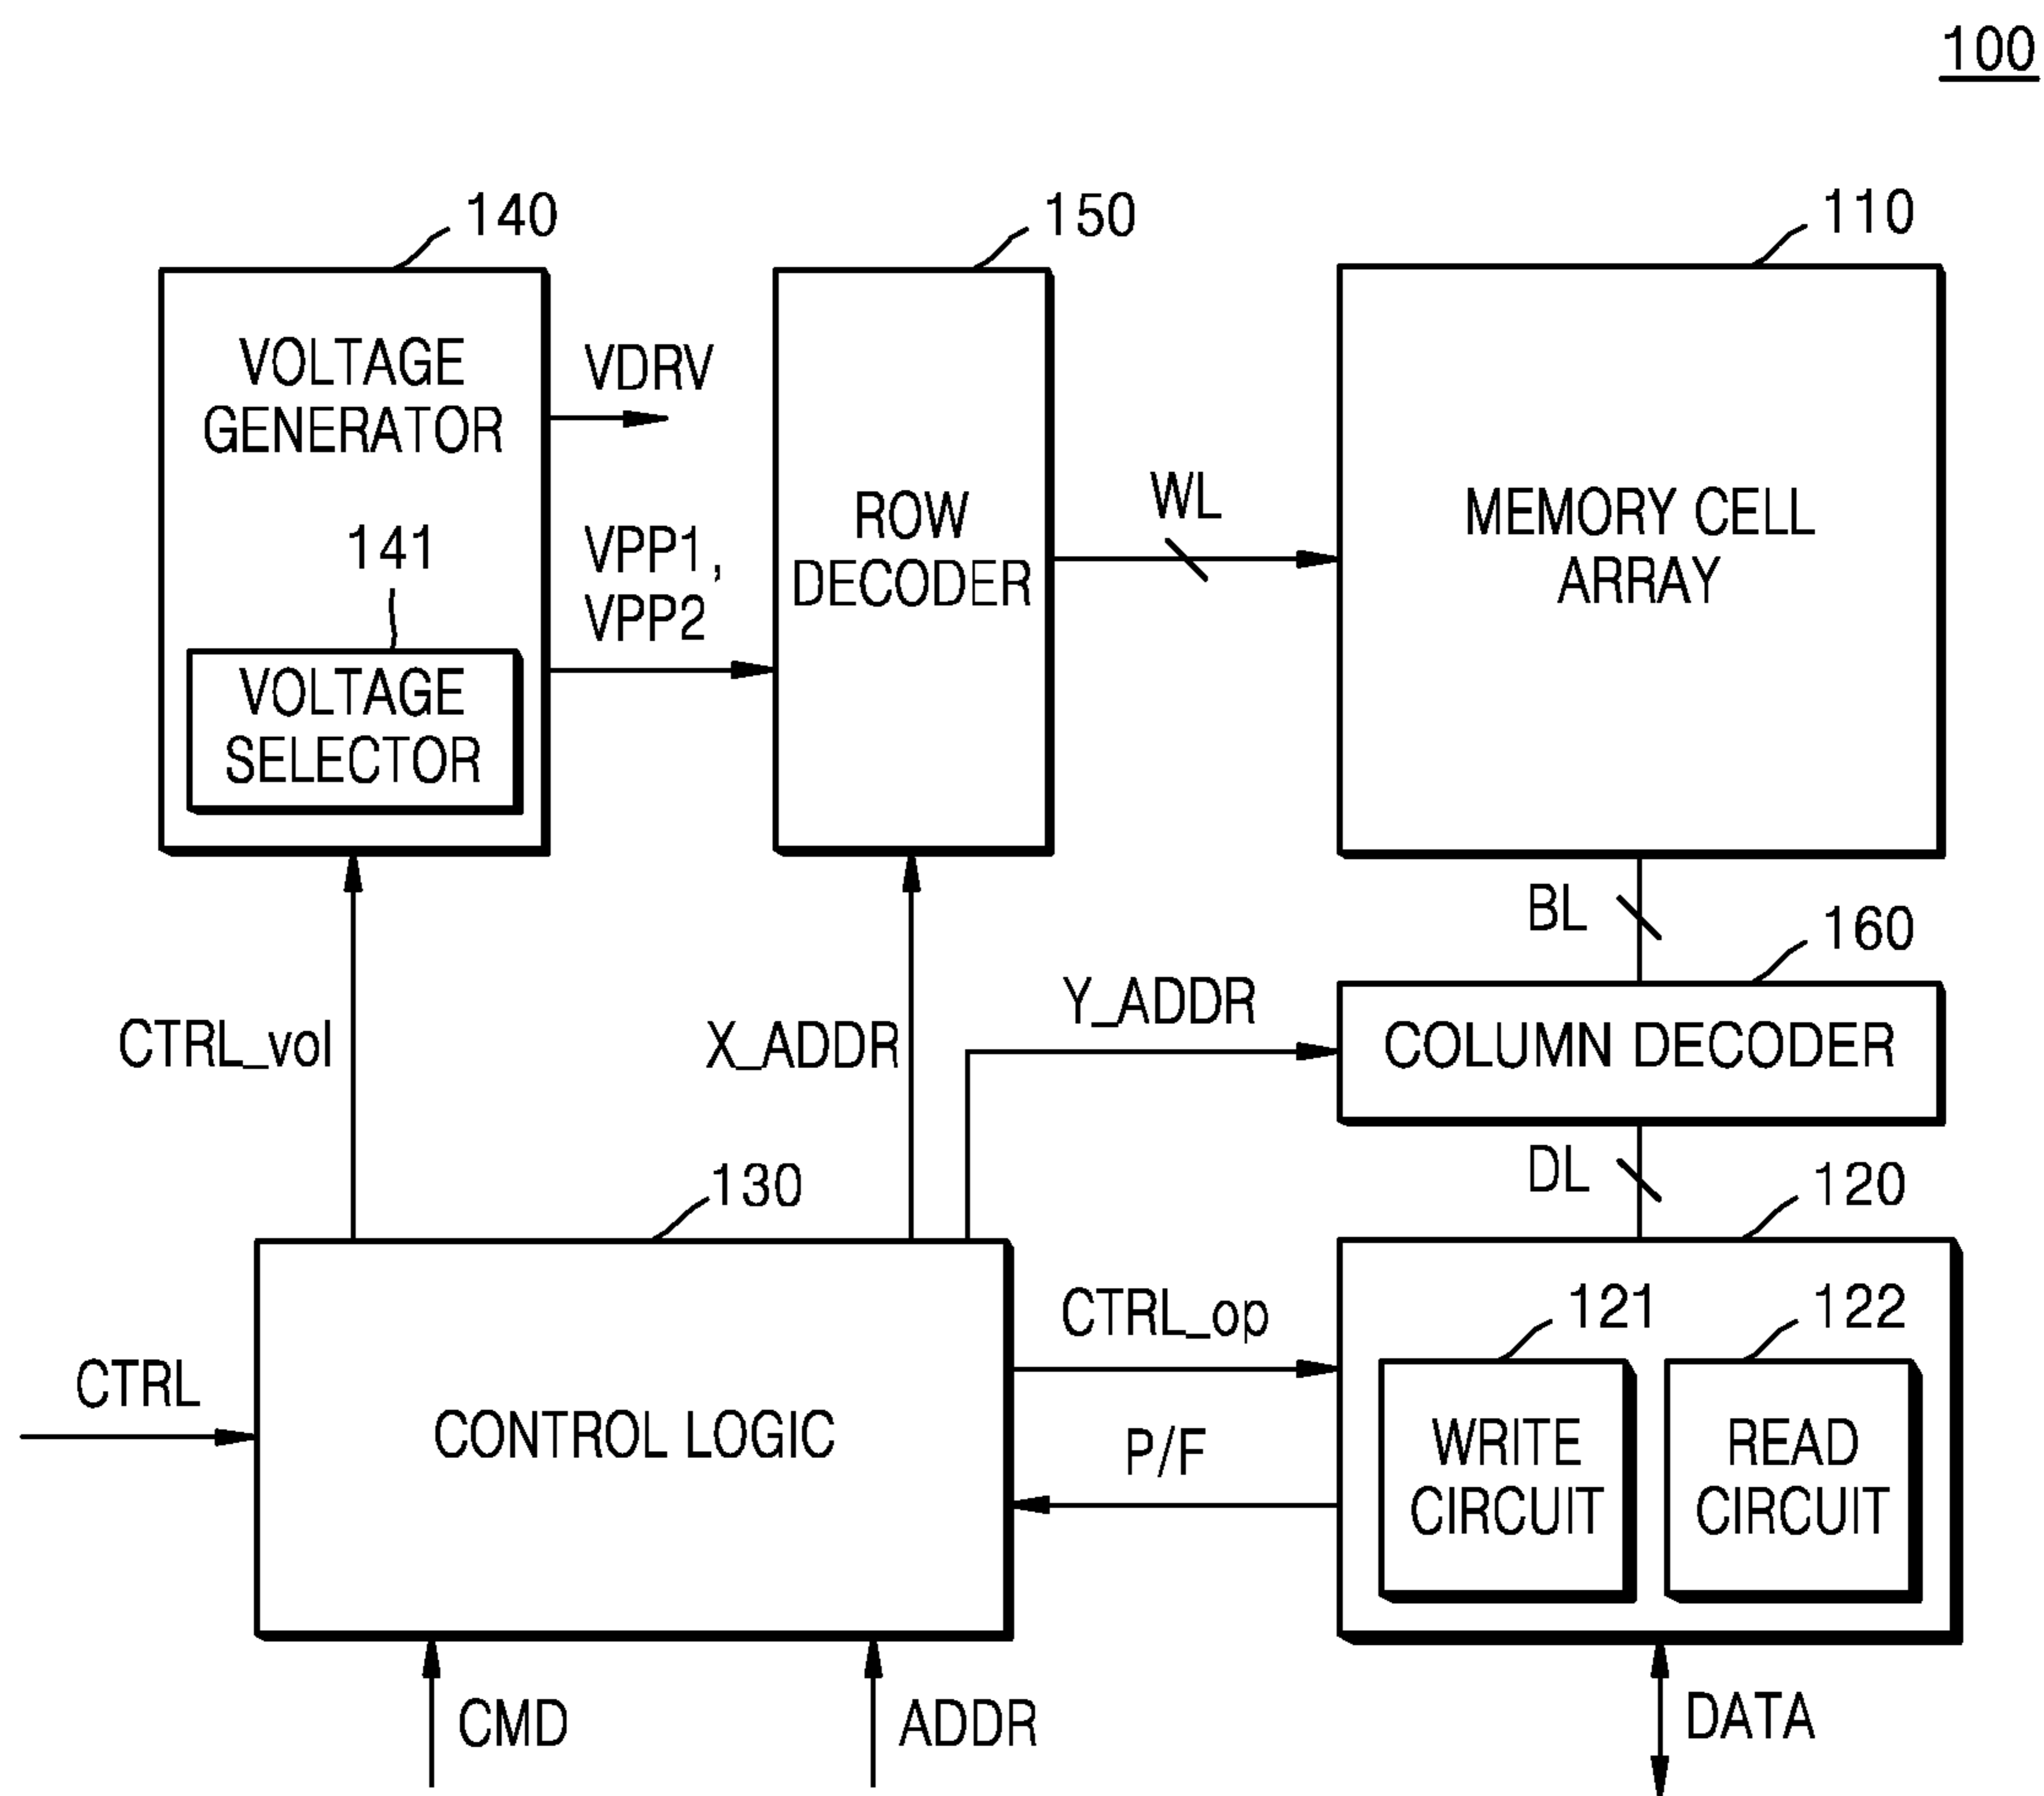 100
140
150
110
VOLTAGE
GENERATOR
VDRV
141
VPP1,
VPP2
VOLTAGE
SELECTOR
ROW
DECODER
WL
MEMORY CELL
ARRAY
BL
160
CTRL_vol
X_ADDR
Y_ADDR
COLUMN DECODER
DL
130
120
CTRL
CONTROL LOGIC
CTRL_op
P/F
121
122
WRITE
CIRCUIT
READ
CIRCUIT
CMD
ADDR
DATA